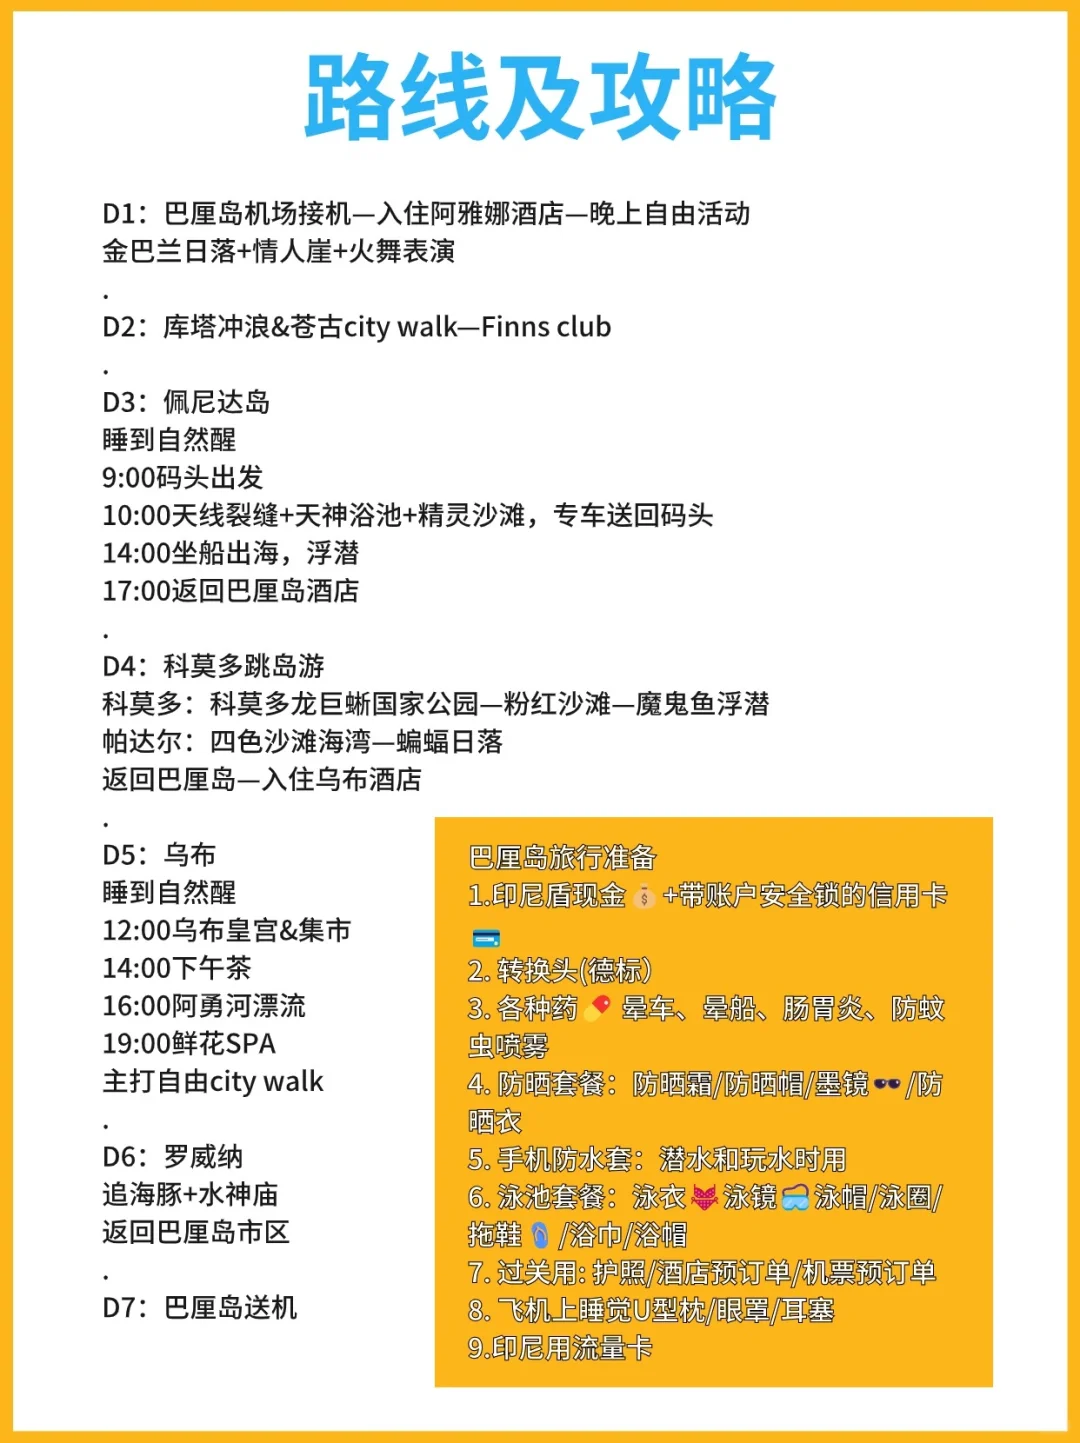 路线及攻略
D1：巴厘岛机场接机—入住阿雅娜酒店—晚上自由活动
金巴兰日落+情人崖+火舞表演
.
D2：库塔冲浪&苍古city walk—Finns club
.
D3：佩尼达岛
睡到自然醒
9:00码头出发
10:00天线裂缝+天神浴池+精灵沙滩，专车送回码头
14:00坐船出海，浮潜
17:00返回巴厘岛酒店
.
D4：科莫多跳岛游
科莫多：科莫多龙巨蜥国家公园—粉红沙滩—魔鬼鱼浮潜
帕达尔：四色沙滩海湾—蝙蝠日落
返回巴厘岛—入住乌布酒店
.
D5：乌布
睡到自然醒
12:00乌布皇宫&集市
14:00下午茶
16:00阿勇河漂流
19:00鲜花SPA
主打自由city walk
.
D6：罗威纳
追海豚+水神庙
返回巴厘岛市区
.
D7：巴厘岛送机
巴厘岛旅行准备
1.印尼盾现金💰+带账户安全锁的信用卡
💳
2. 转换头(德标）
3. 各种药💊 晕车、晕船、肠胃炎、防蚊
虫喷雾
4. 防晒套餐：防晒霜/防晒帽/墨镜🕶️/防
晒衣
5. 手机防水套：潜水和玩水时用
6. 泳池套餐：泳衣👙泳镜🥽泳帽/泳圈/
拖鞋🩴/浴巾/浴帽
7. 过关用: 护照/酒店预订单/机票预订单
8. 飞机上睡觉U型枕/眼罩/耳塞
9.印尼用流量卡